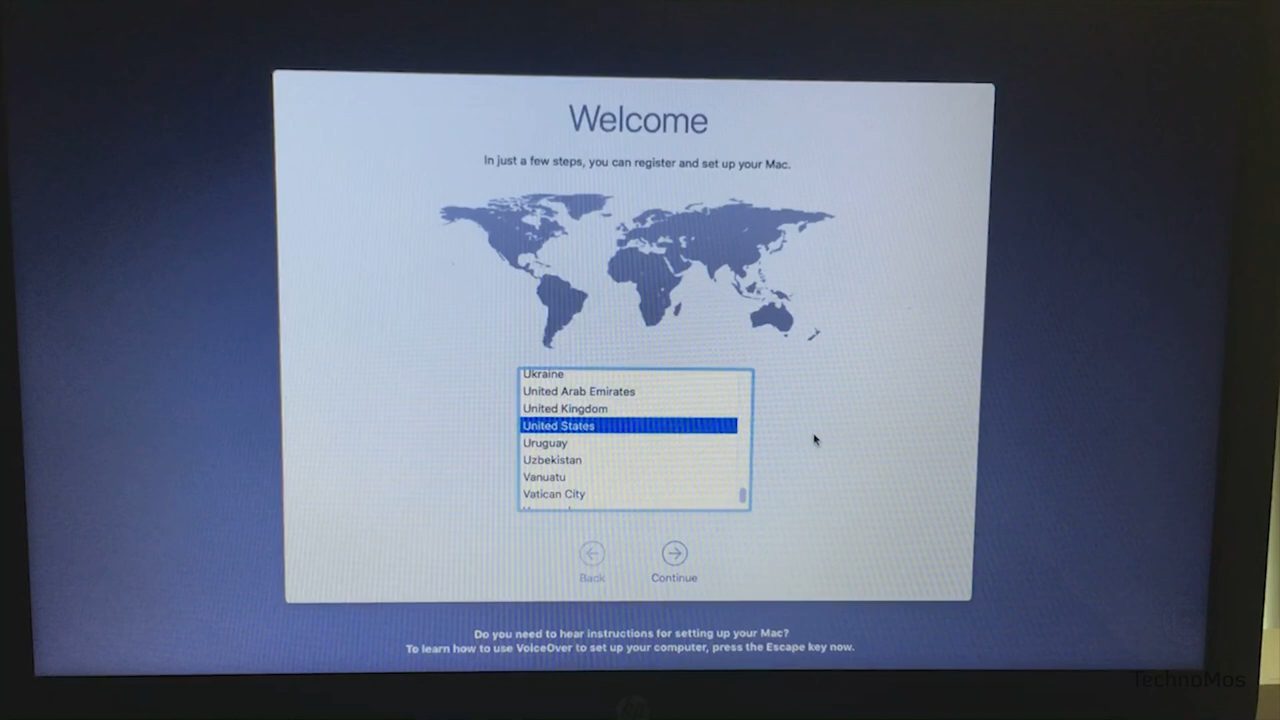 Welcome
In just a few steps, you can register and set up your Mac.
Ukraine
United Arab Emirates
United Kingdom
United States
Uruguay
Uzbekistan
Vanuatu
Vatican City
Back
Continue
Do you need to hear instructions for setting up your Mac?
To learn how to use VoiceOver to set up your computer, press the Escape key now.
TechnoMos
hp